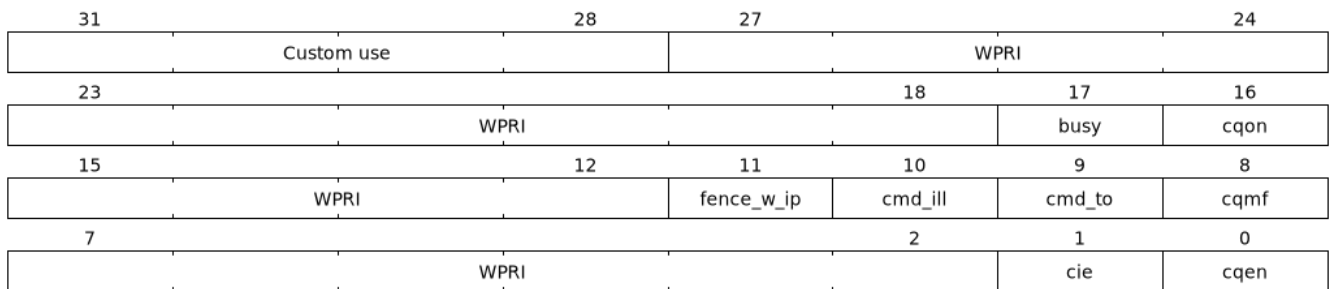 31 28 27 24
Custom use WPRI
23 18 17 16
WPRI busy cqon
15 12 11 10 9 8
WPRI fence_w_ip cmd_ill cmd_to cqmf
7 2 1 0
WPRI cie cqen